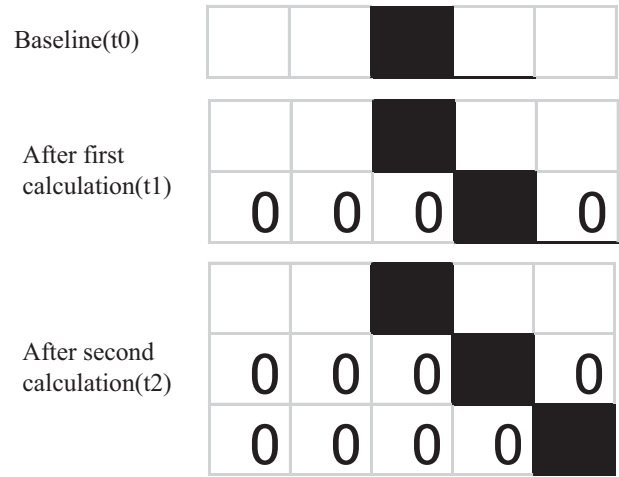 Baseline(t0)
After first
calculation(t1)
0 0 0 0
After second
calculation(t2)
0 0 0 0
0 0 0 0